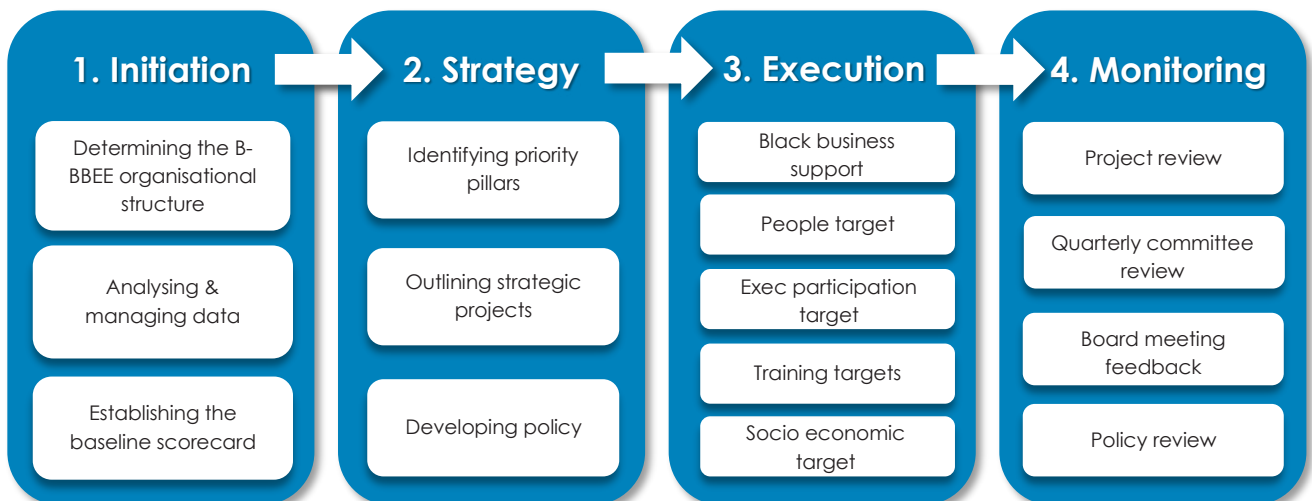 1. Initiation
Determining the B-
BBEE organisational
structure
Analysing &
managing data
Establishing the
baseline scorecard
2. Strategy
Identifying priority
pillars
Outlining strategic
projects
Developing policy
3. Execution
Black business
support
People target
Exec participation
target
Training targets
Socio economic
target
4. Monitoring
Project review
Quarterly committee
review
Board meeting
feedback
Policy review